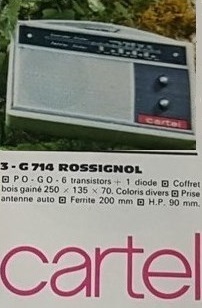 cartel
3 - G 714 ROSSIGNOL
⊡ PO - GO - 6 transistors + 1 diode ⊡ Coffret
bois gainé 250 × 135 × 70. Coloris divers ⊡ Prise
antenne auto ⊡ Ferrite 200 mm ⊡ H.P. 90 mm.
cartel